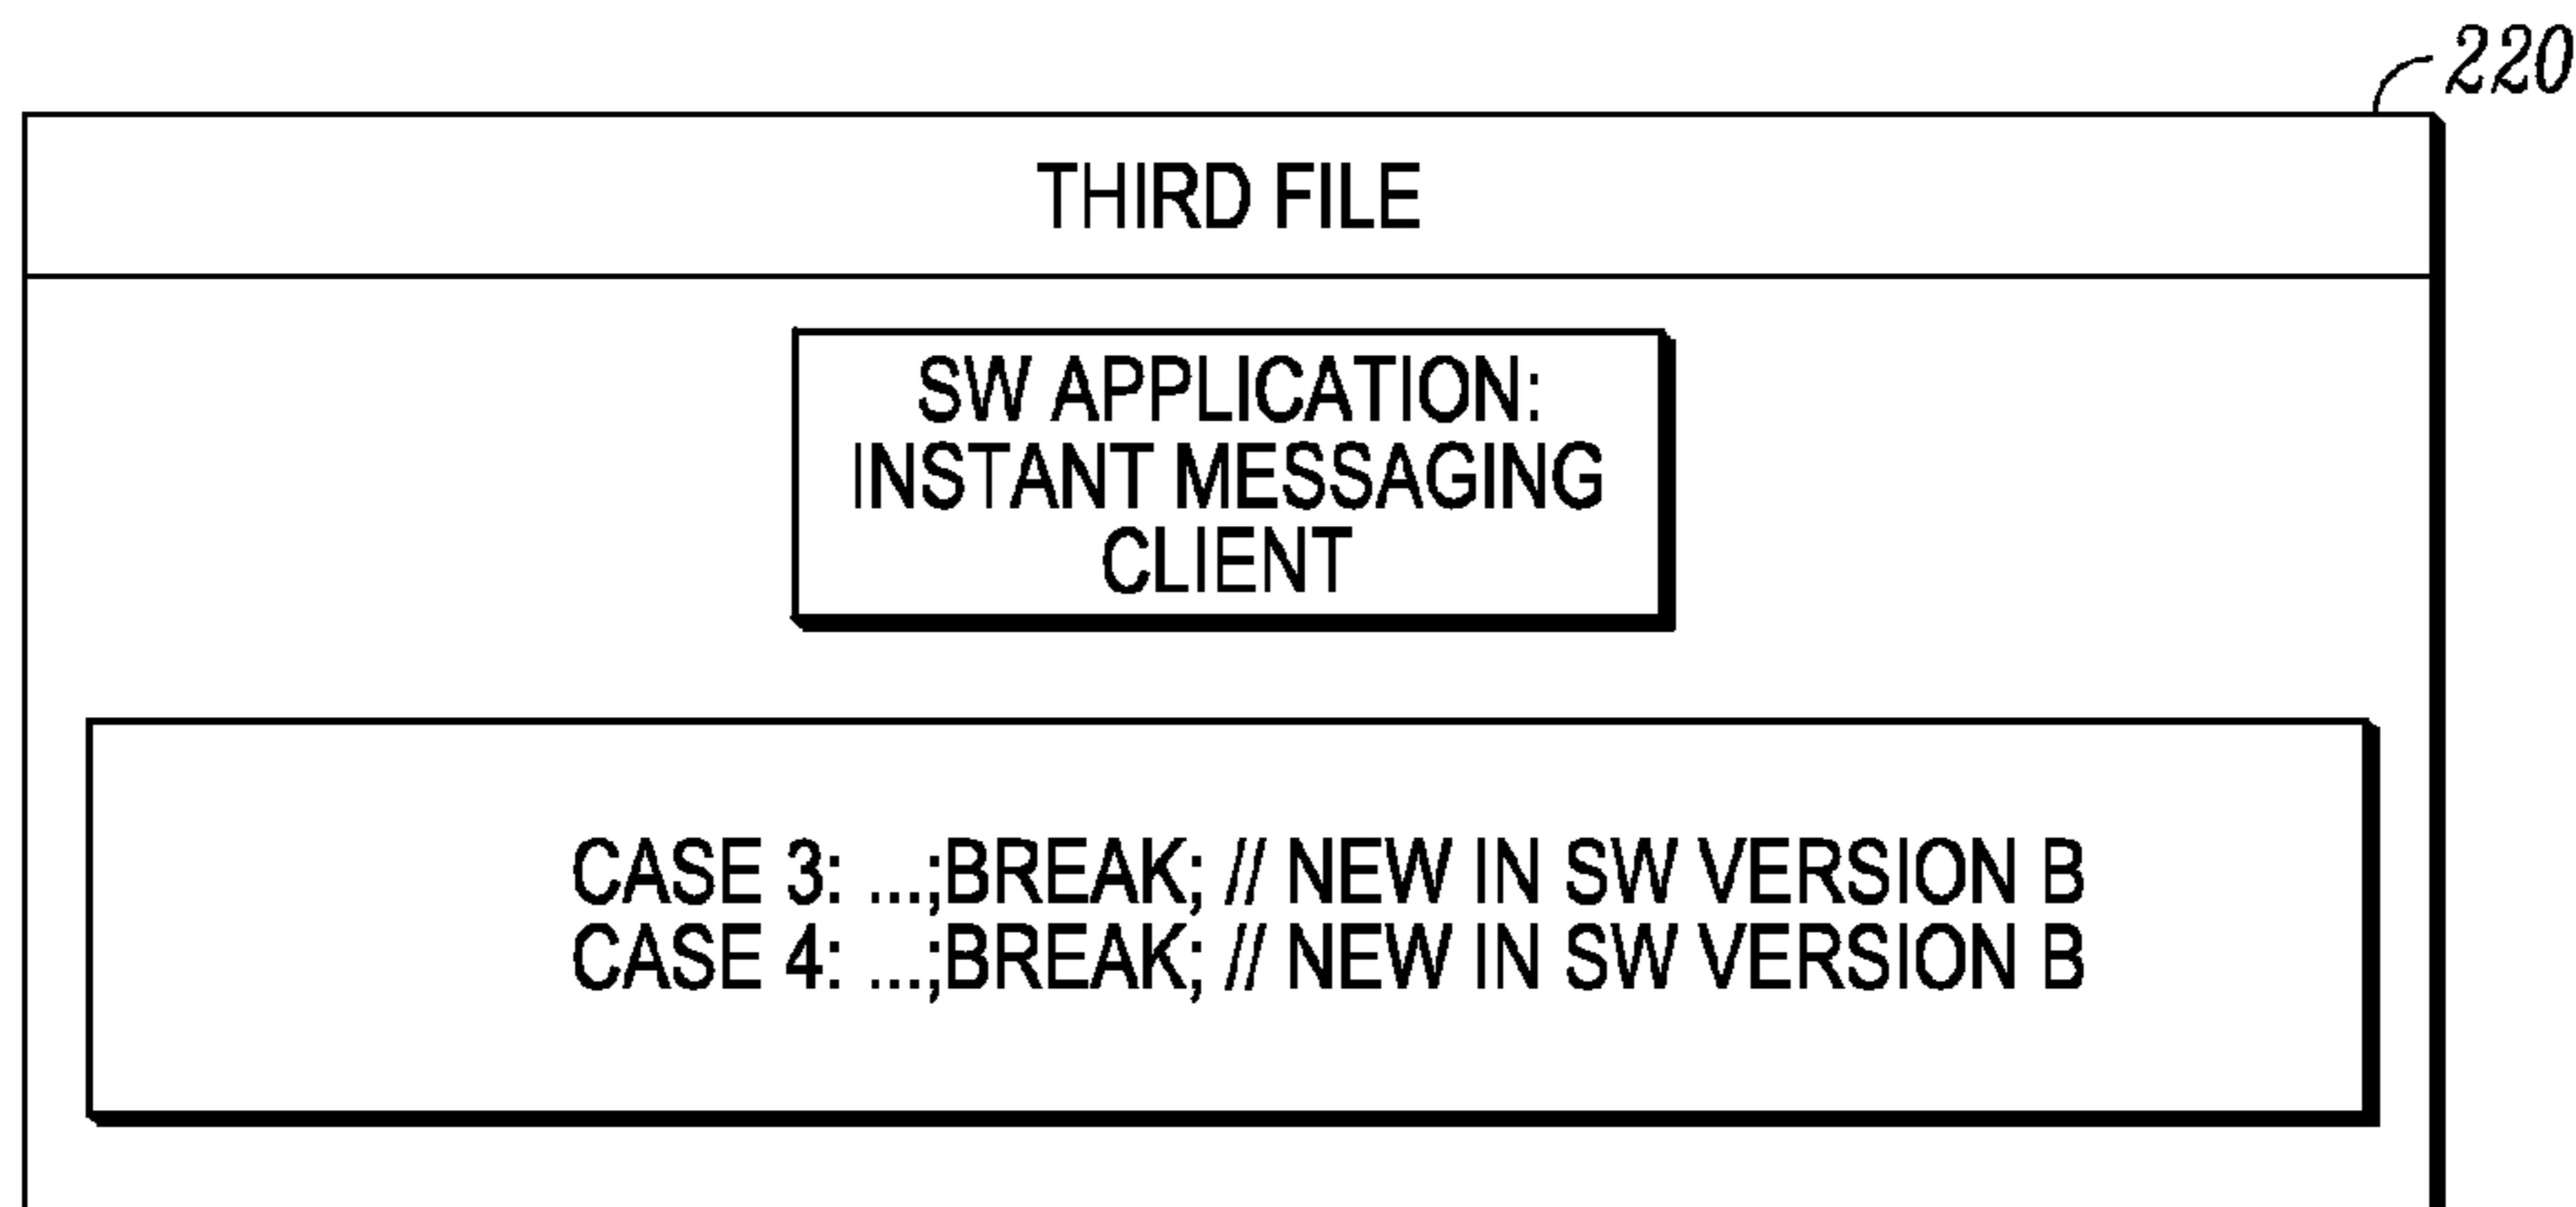 220
THIRD FILE
SW APPLICATION:
INSTANT MESSAGING
CLIENT
CASE 3: ...;BREAK; // NEW IN SW VERSION B
CASE 4: ...;BREAK; // NEW IN SW VERSION B